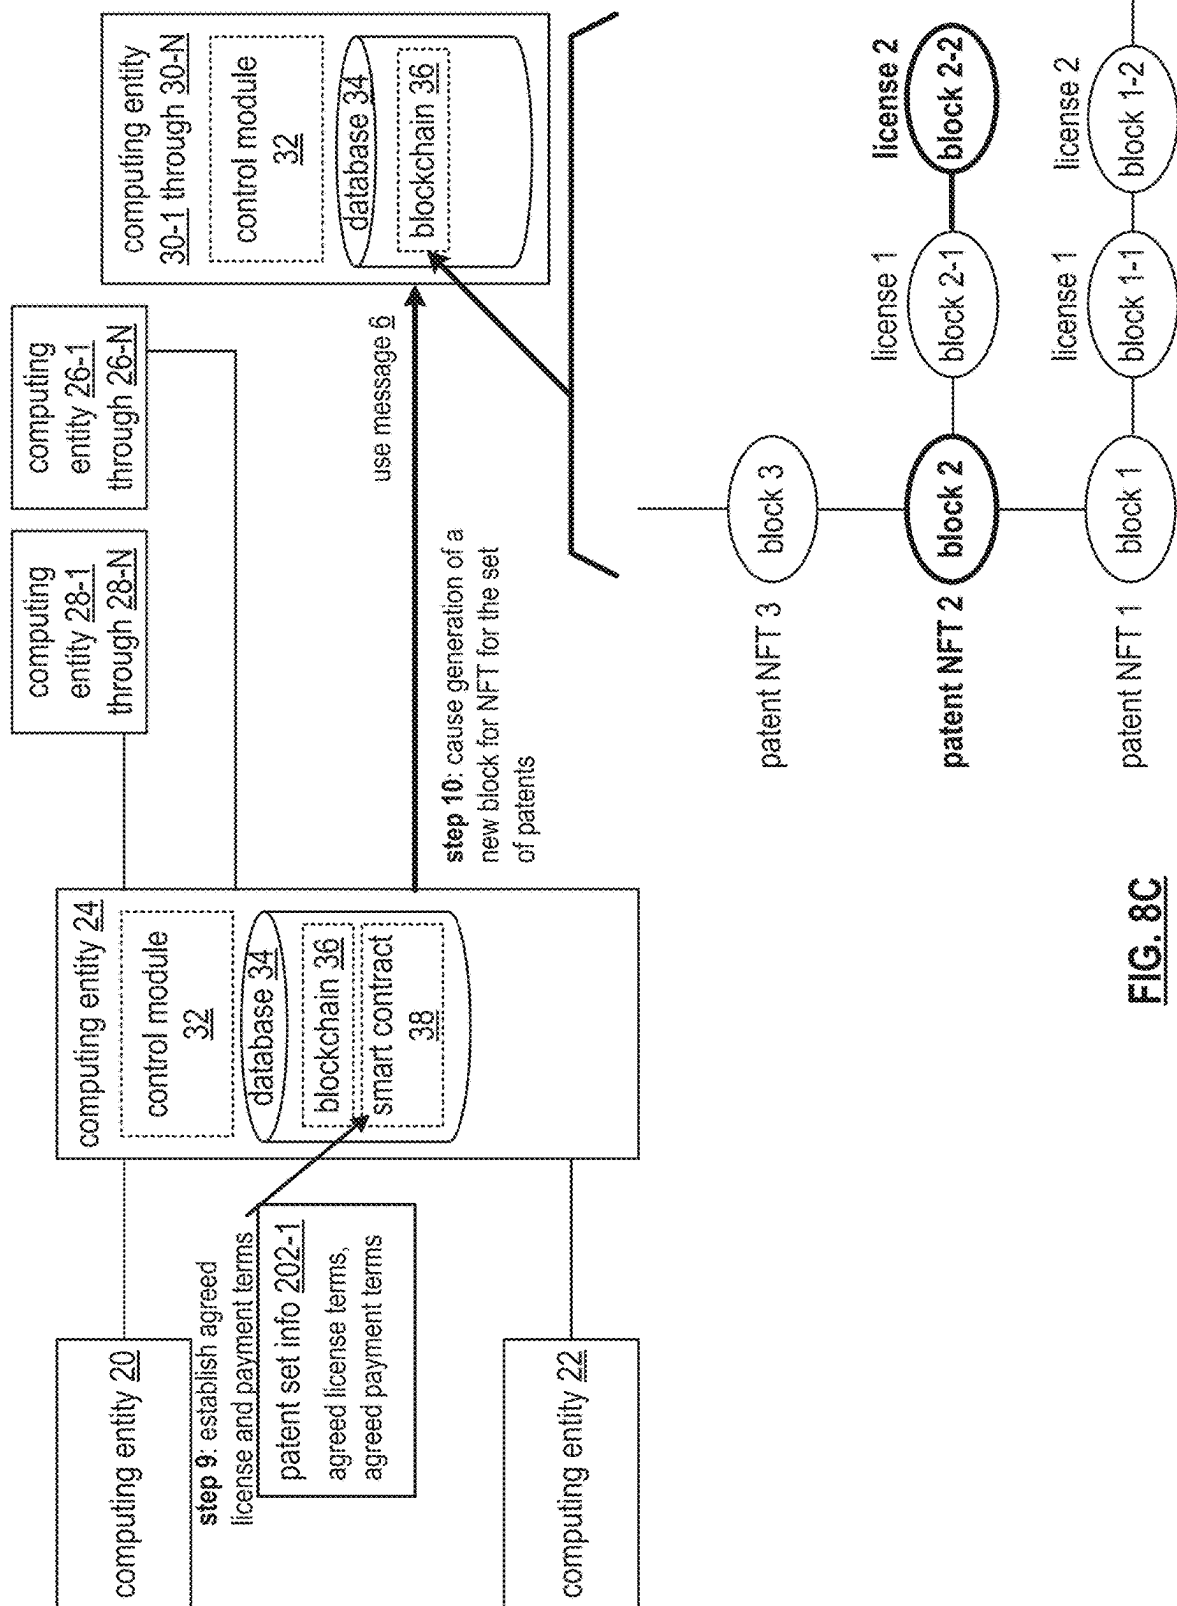 computing entity 20
step 9: establish agreed
license and payment terms
patent set info 202-1
agreed license terms,
agreed payment terms
computing entity 22
computing entity 24
control module
32
database 34
blockchain 36
smart contract
38
computing
entity 28-1
through 28-N
computing
entity 26-1
through 26-N
step 10: cause generation of a
new block for NFT for the set
of patents
use message 6
computing entity
30-1 through 30-N
control module
32
database 34
blockchain 36
patent NFT 3
block 3
patent NFT 2
block 2
license 1
block 2-1
license 2
block 2-2
patent NFT 1
block 1
license 1
block 1-1
license 2
block 1-2
FIG. 8C